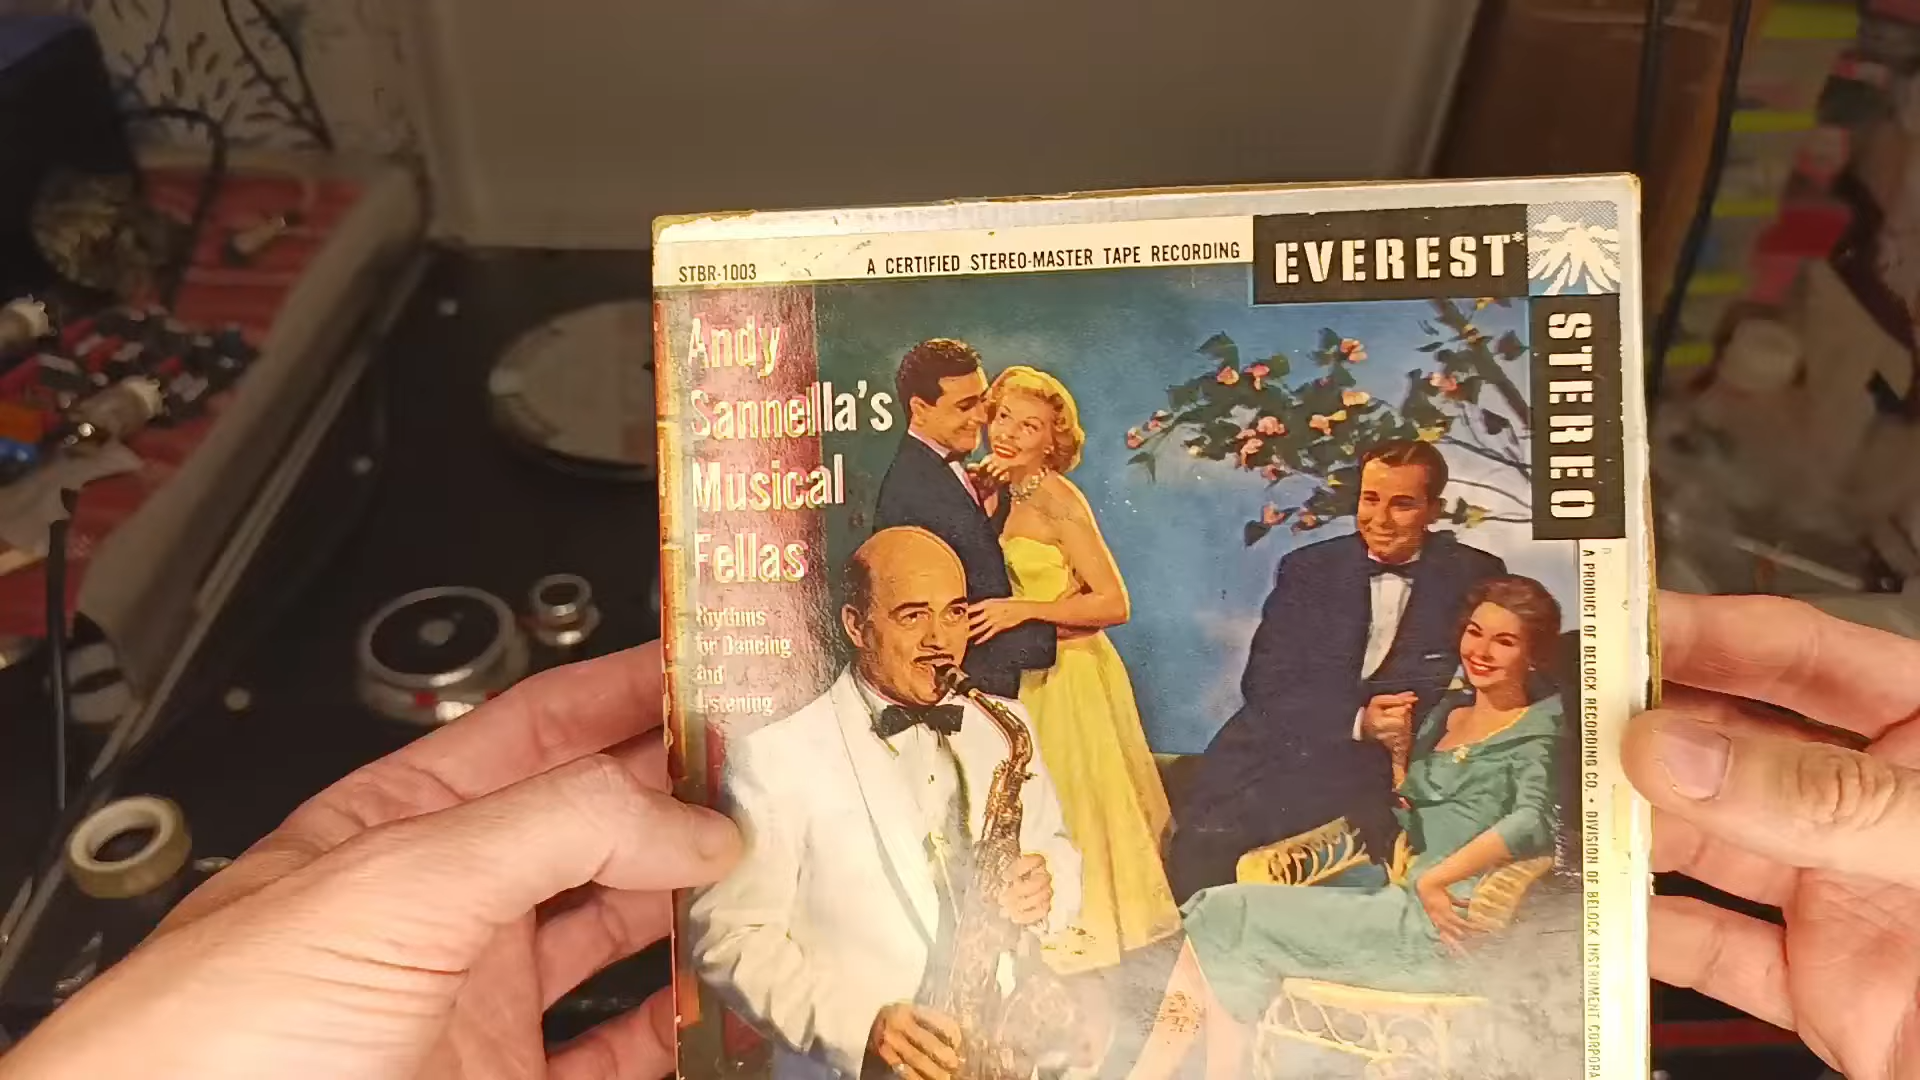 STBR-1003
A CERTIFIED STEREO-MASTER TAPE RECORDING
EVEREST*
STEREO
Andy
Sannella's
Musical
Fellas
Rhythms
for Dancing
and
Listening
A PRODUCT OF BELOCK RECORDING CO. • DIVISION OF BELOCK INSTRUMENT CORPORA